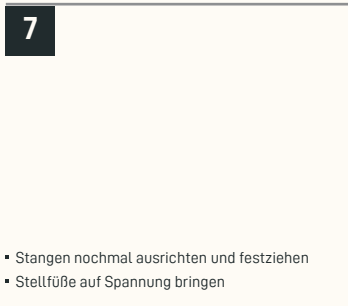 7
▪ Stangen nochmal ausrichten und festziehen
▪ Stellfüße auf Spannung bringen